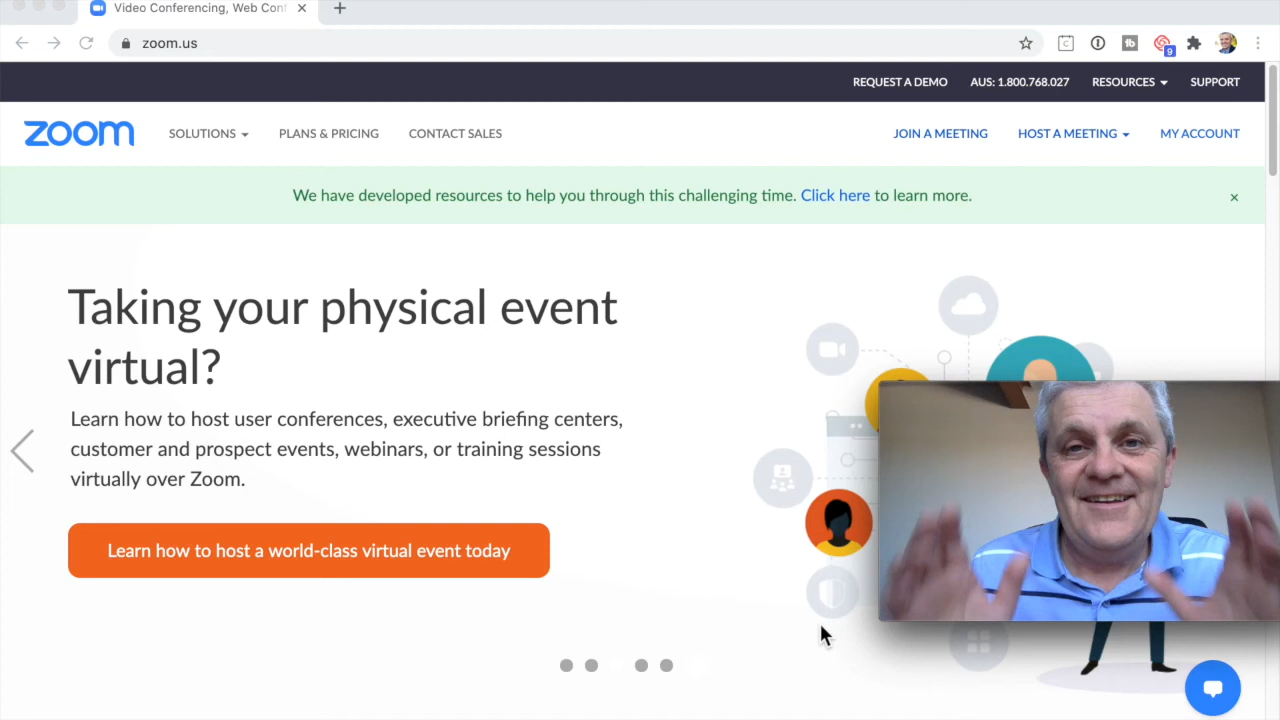 Video Conferencing, Web Conf
zoom.us
9
REQUEST A DEMO AUS: 1.800.768.027 RESOURCES SUPPORT
zoom SOLUTIONS PLANS & PRICING CONTACT SALES JOIN A MEETING HOST A MEETING MY ACCOUNT
We have developed resources to help you through this challenging time. Click here to learn more.
Taking your physical event
virtual?
Learn how to host user conferences, executive briefing centers,
customer and prospect events, webinars, or training sessions
virtually over Zoom.
Learn how to host a world-class virtual event today